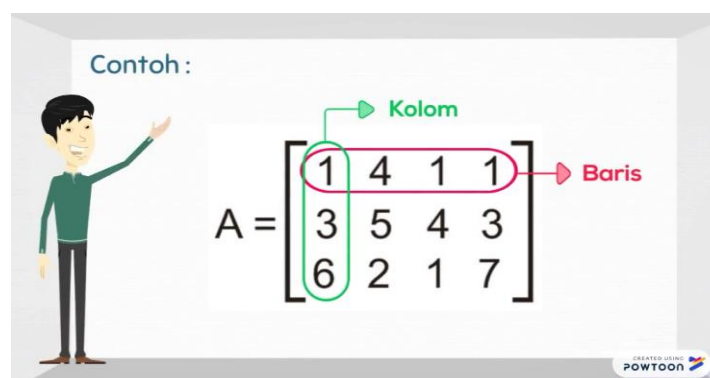 Contoh :
Kolom
1 4 1 1
Baris
A = 3 5 4 3
6 2 1 7
CREATED USING
POWTOON